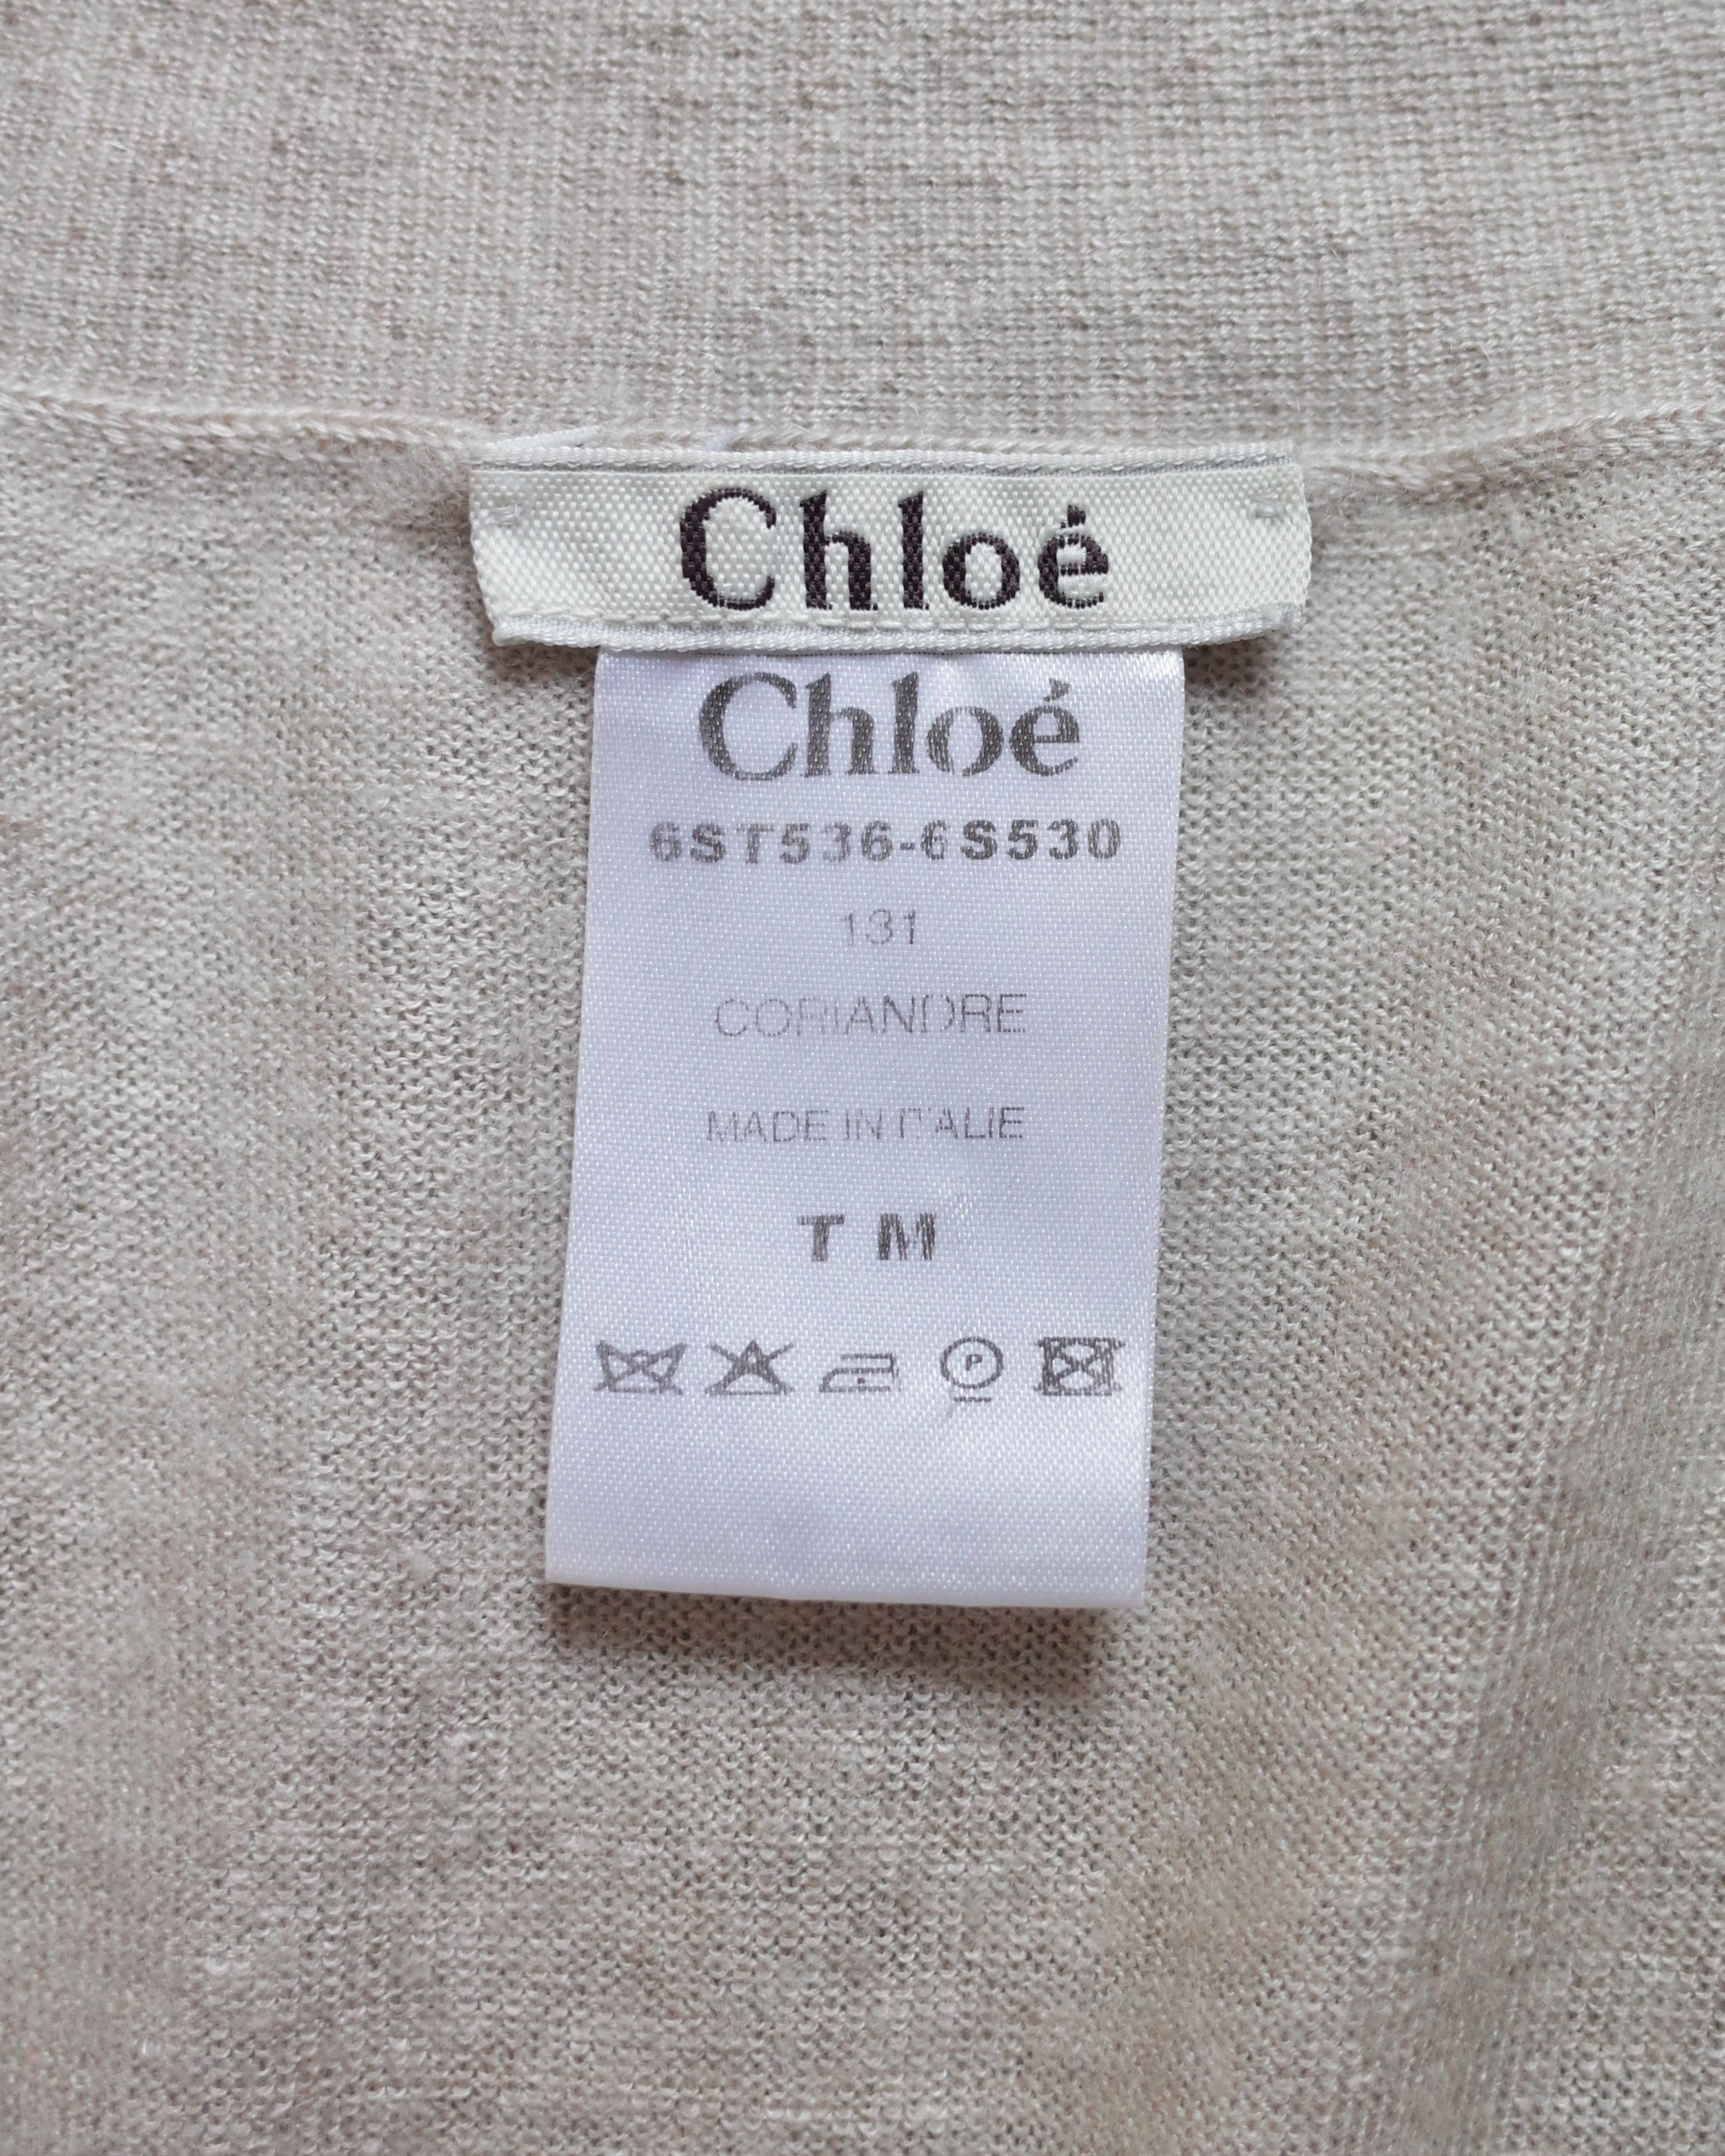 Chloé
Chloé
6ST536-6S530
131
CORIANDRE
MADE IN ITALIE
T M
P